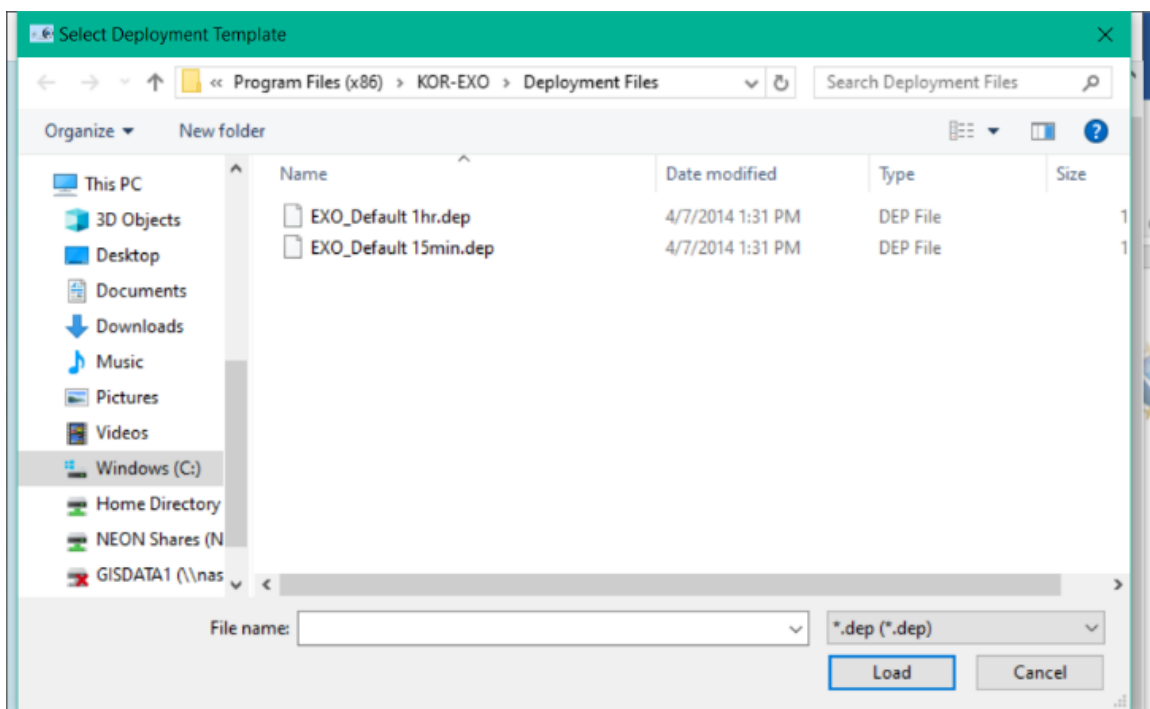 Select Deployment Template
« Program Files (x86) › KOR-EXO › Deployment Files
Search Deployment Files
Organize
New folder
Name Date modified Type Size
EXO_Default 1hr.dep 4/7/2014 1:31 PM DEP File 1
EXO_Default 15min.dep 4/7/2014 1:31 PM DEP File 1
This PC
3D Objects
Desktop
Documents
Downloads
Music
Pictures
Videos
Windows (C:)
Home Directory
NEON Shares (N
GISDATA1 (\\nas
File name:
*.dep (*.dep)
Load
Cancel